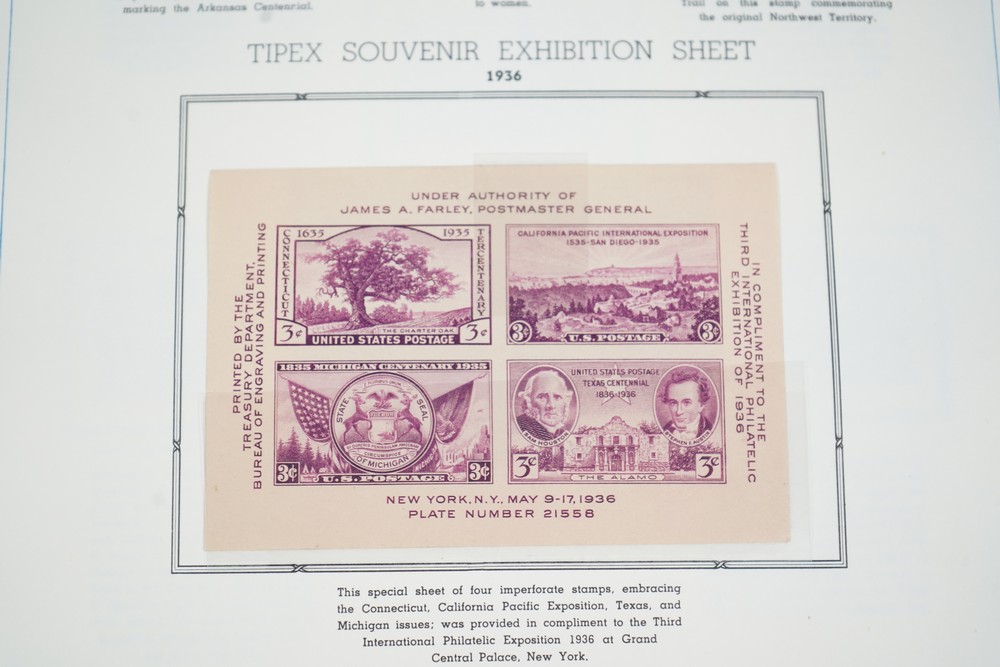 marking the Arkansas Centennial.
to women.
Trail on this stamp commemorating
the original Northwest Territory.
TIPEX SOUVENIR EXHIBITION SHEET
1936
UNDER AUTHORITY OF
JAMES A. FARLEY, POSTMASTER GENERAL
PRINTED BY THE
TREASURY DEPARTMENT,
BUREAU OF ENGRAVING AND PRINTING
1635 1935
CONNECTICUT
TERCENTENARY
THE CHARTER OAK
3¢ 3¢
UNITED STATES POSTAGE
CALIFORNIA PACIFIC INTERNATIONAL EXPOSITION
1535-SAN DIEGO-1935
3¢ 3¢
U.S. POSTAGE
1835 MICHIGAN CENTENARY 1935
STATE SEAL
OF MICHIGAN
CIRCUMSPICE
3¢ 3¢
U.S. POSTAGE
UNITED STATES POSTAGE
TEXAS CENTENNIAL
1836-1936
SAM HOUSTON
STEPHEN F. AUSTIN
3¢ 3¢
THE ALAMO
IN COMPLIMENT TO THE
THIRD INTERNATIONAL PHILATELIC
EXHIBITION OF 1936
NEW YORK, N.Y., MAY 9-17, 1936
PLATE NUMBER 21558
This special sheet of four imperforate stamps, embracing
the Connecticut, California Pacific Exposition, Texas, and
Michigan issues; was provided in compliment to the Third
International Philatelic Exposition 1936 at Grand
Central Palace, New York.